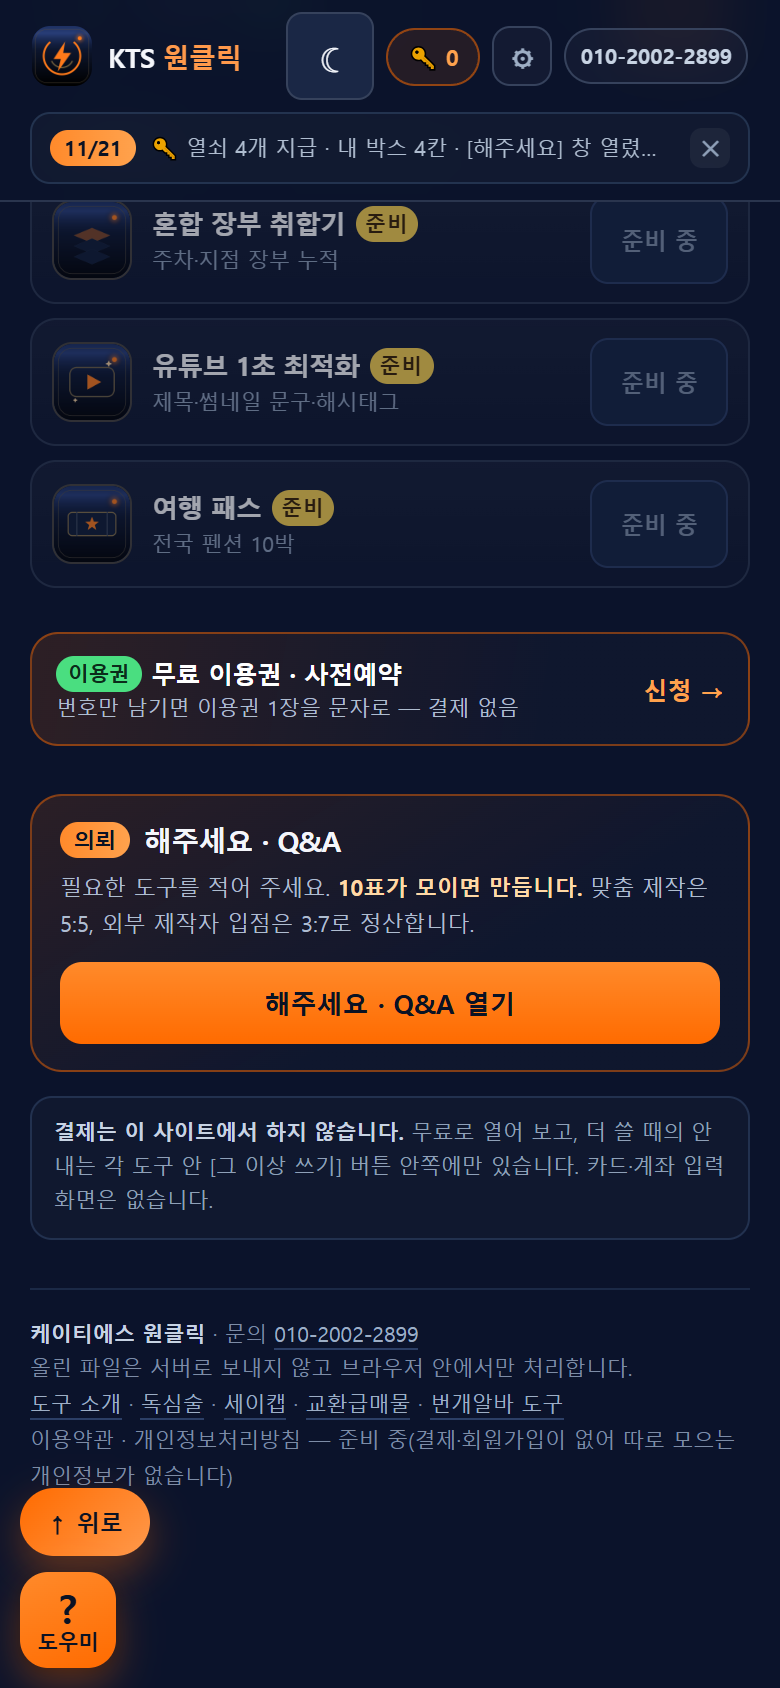 KTS 원클릭
0
010-2002-2899
11/21 열쇠 4개 지급 · 내 박스 4칸 · [해주세요] 창 열렸...
혼합 장부 취합기 준비
주차·지점 장부 누적
준비 중
유튜브 1초 최적화 준비
제목·썸네일 문구·해시태그
준비 중
여행 패스 준비
전국 펜션 10박
준비 중
이용권 무료 이용권 · 사전예약
번호만 남기면 이용권 1장을 문자로 — 결제 없음
신청 →
의뢰 해주세요 · Q&A
필요한 도구를 적어 주세요. 10표가 모이면 만듭니다. 맞춤 제작은
5:5, 외부 제작자 입점은 3:7로 정산합니다.
해주세요 · Q&A 열기
결제는 이 사이트에서 하지 않습니다. 무료로 열어 보고, 더 쓸 때의 안
내는 각 도구 안 [그 이상 쓰기] 버튼 안쪽에만 있습니다. 카드·계좌 입력
화면은 없습니다.
케이티에스 원클릭 · 문의 010-2002-2899
올린 파일은 서버로 보내지 않고 브라우저 안에서만 처리합니다.
도구 소개 · 독심술 · 세이캡 · 교환급매물 · 번개알바 도구
이용약관 · 개인정보처리방침 — 준비 중(결제·회원가입이 없어 따로 모으는
개인정보가 없습니다)
↑ 위로
?
도우미